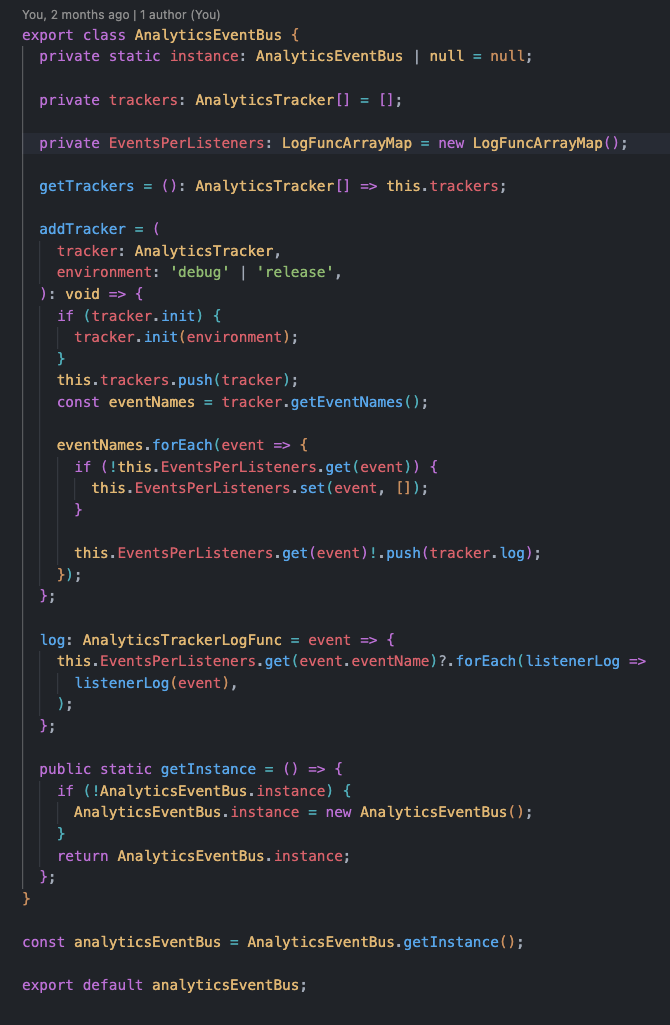 You, 2 months ago | 1 author (You)
export class AnalyticsEventBus {
  private static instance: AnalyticsEventBus | null = null;

  private trackers: AnalyticsTracker[] = [];

  private EventsPerListeners: LogFuncArrayMap = new LogFuncArrayMap();

  getTrackers = (): AnalyticsTracker[] => this.trackers;

  addTracker = (
    tracker: AnalyticsTracker,
    environment: 'debug' | 'release',
  ): void => {
    if (tracker.init) {
      tracker.init(environment);
    }
    this.trackers.push(tracker);
    const eventNames = tracker.getEventNames();

    eventNames.forEach(event => {
      if (!this.EventsPerListeners.get(event)) {
        this.EventsPerListeners.set(event, []);
      }

      this.EventsPerListeners.get(event)!.push(tracker.log);
    });
  };

  log: AnalyticsTrackerLogFunc = event => {
    this.EventsPerListeners.get(event.eventName)?.forEach(listenerLog =>
      listenerLog(event),
    );
  };

  public static getInstance = () => {
    if (!AnalyticsEventBus.instance) {
      AnalyticsEventBus.instance = new AnalyticsEventBus();
    }
    return AnalyticsEventBus.instance;
  };
}

const analyticsEventBus = AnalyticsEventBus.getInstance();

export default analyticsEventBus;